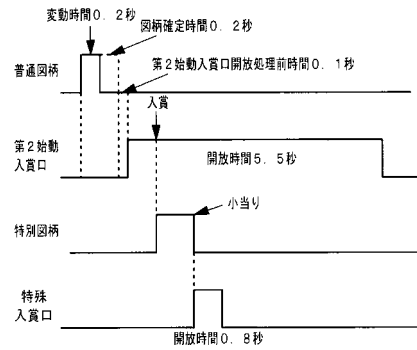 変動時間0.2秒
図柄確定時間0.2秒
普通図柄
第2始動入賞口開放処理前時間0.1秒
入賞
第2始動
入賞口
開放時間5.5秒
小当り
特別図柄
特殊
入賞口
開放時間0.8秒